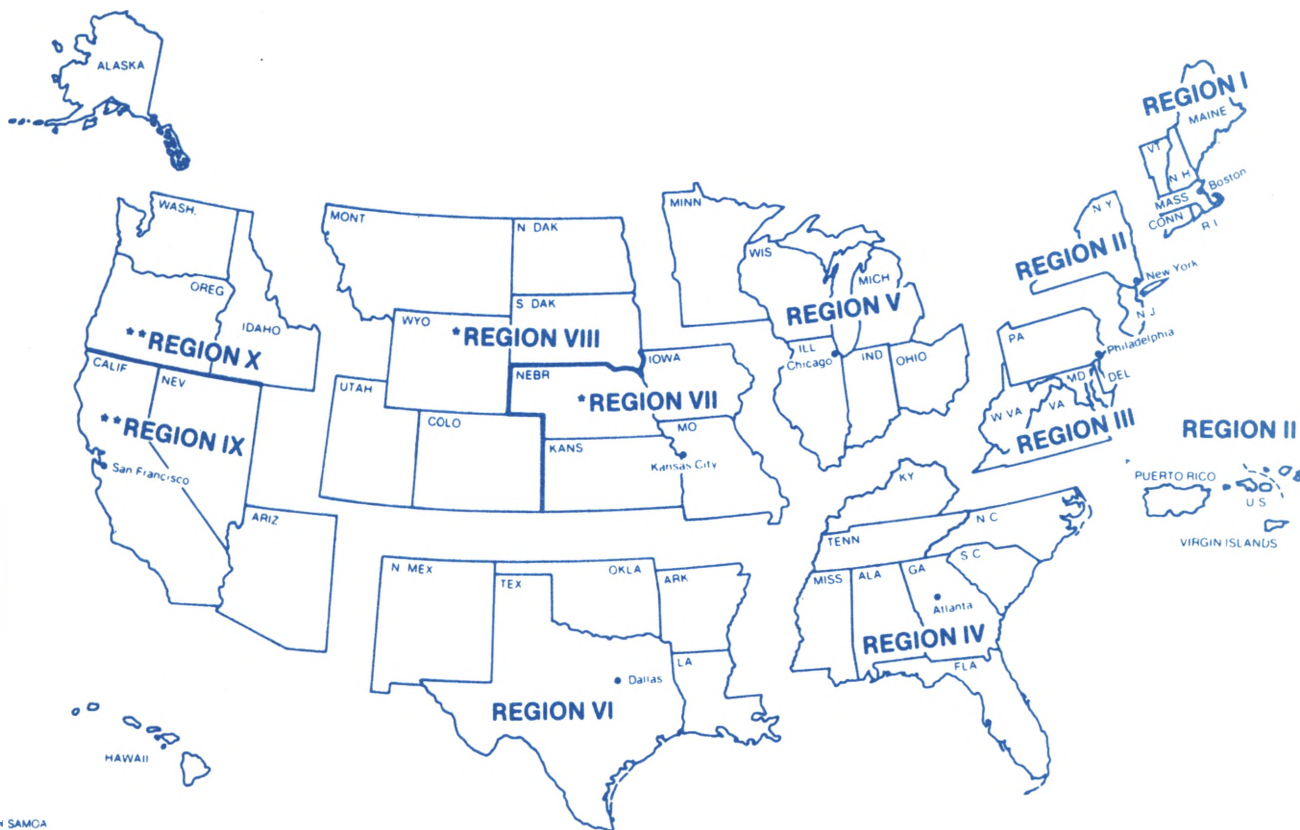 ALASKA
REGION I
MAINE
VT
N H
MASS
Boston
CONN
R I
N Y
REGION II
New York
N J
WASH.
OREG
IDAHO
**REGION X
MONT
N DAK
S DAK
WYO
*REGION VIII
UTAH
COLO
MINN
WIS
MICH
REGION V
ILL
Chicago
IND
OHIO
PA
Philadelphia
MD
DEL
W VA
VA
REGION III
CALIF
NEV
**REGION IX
San Francisco
ARIZ
NEBR
IOWA
*REGION VII
KANS
MO
Kansas City
REGION II
PUERTO RICO
U S
VIRGIN ISLANDS
KY
TENN
N C
S C
MISS
ALA
GA
Atlanta
REGION IV
FLA
N MEX
TEX
OKLA
ARK
LA
Dallas
REGION VI
HAWAII
SAMOA